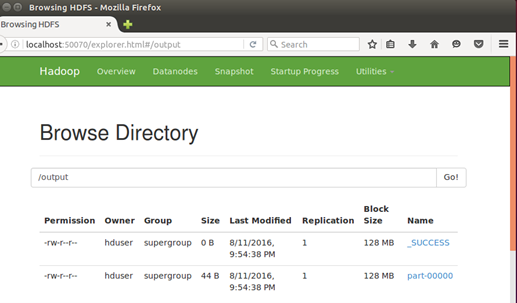 Browsing HDFS - Mozilla Firefox
Browsing HDFS
localhost:50070/explorer.html#/output
Search
Hadoop Overview Datanodes Snapshot Startup Progress Utilities
Browse Directory
/output Go!
Permission Owner Group Size Last Modified Replication Block Size Name
-rw-r--r-- hduser supergroup 0 B 8/11/2016, 9:54:38 PM 1 128 MB _SUCCESS
-rw-r--r-- hduser supergroup 44 B 8/11/2016, 9:54:38 PM 1 128 MB part-00000